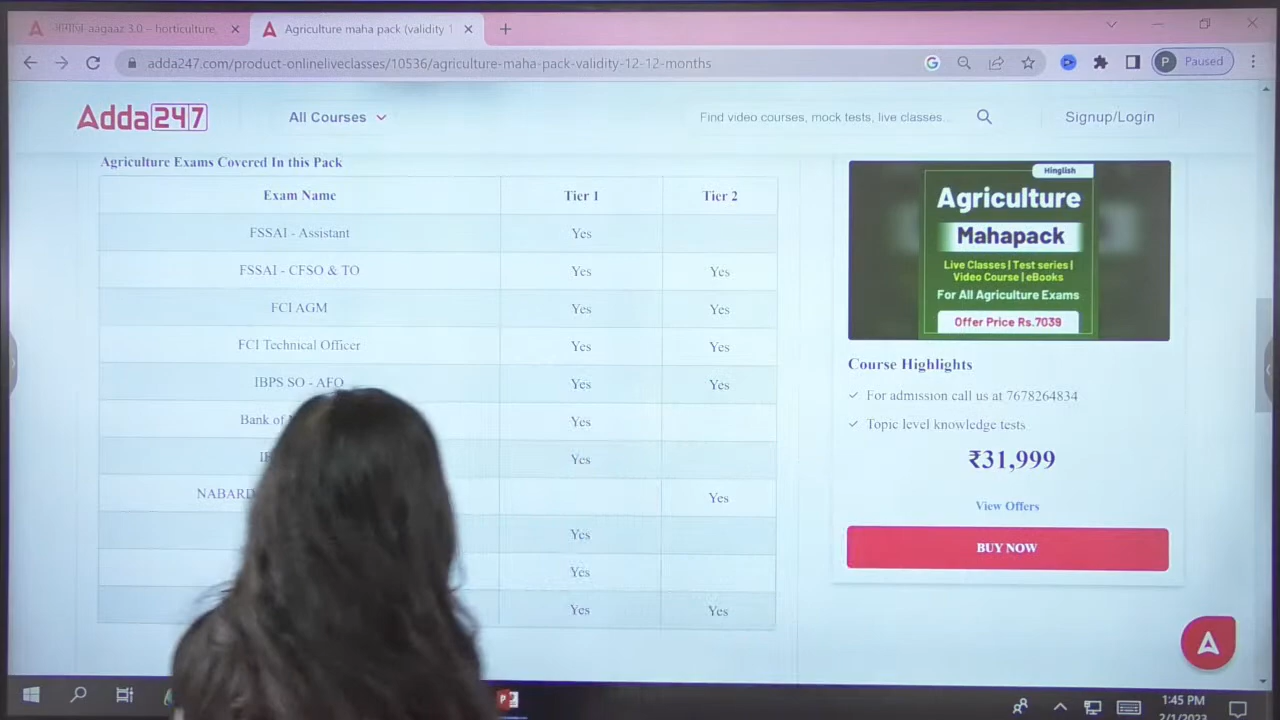 aagaaz 3.0 – horticulture,
Agriculture maha pack (validity 1
adda247.com/product-onlineliveclasses/10536/agriculture-maha-pack-validity-12-12-months
P Paused
Adda247
All Courses
Find video courses, mock tests, live classes..
Signup/Login
Agriculture Exams Covered In this Pack
Exam Name Tier 1 Tier 2
FSSAI - Assistant Yes
FSSAI - CFSO & TO Yes Yes
FCI AGM Yes Yes
FCI Technical Officer Yes Yes
IBPS SO - AFO Yes Yes
Bank of Yes
Yes
NABARD Yes
Yes
Yes
Yes Yes
Hinglish
Agriculture
Mahapack
Live Classes | Test series |
Video Course | eBooks
For All Agriculture Exams
Offer Price Rs.7039
Course Highlights
For admission call us at 7678264834
Topic level knowledge tests
₹31,999
View Offers
BUY NOW
1:45 PM